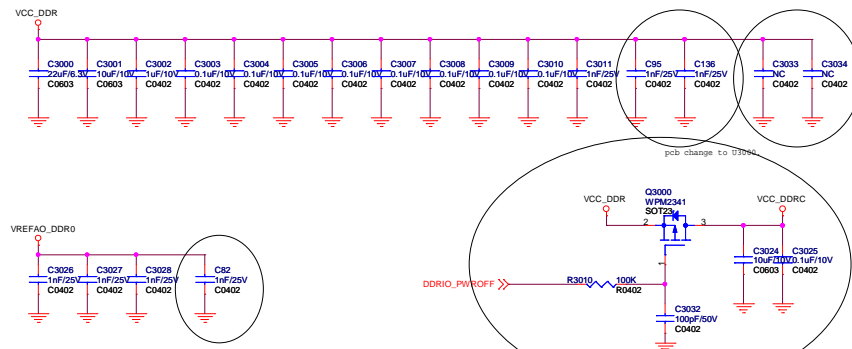 VCC_DDR
C3000
22uF/6.3V
C0603
C3001
10uF/10V
C0603
C3002
1uF/10V
C0402
C3003
0.1uF/10V
C0402
C3004
0.1uF/10V
C0402
C3005
0.1uF/10V
C0402
C3006
0.1uF/10V
C0402
C3007
0.1uF/10V
C0402
C3008
0.1uF/10V
C0402
C3009
0.1uF/10V
C0402
C3010
0.1uF/10V
C0402
C3011
1nF/25V
C0402
C95
1nF/25V
C0402
C136
1nF/25V
C0402
C3033
NC
C0402
C3034
NC
C0402
pcb change to U3000.
VREFAO_DDR0
C3026
1nF/25V
C0402
C3027
1nF/25V
C0402
C3028
1nF/25V
C0402
C82
1nF/25V
C0402
VCC_DDR
Q3000
WPM2341
SOT23
2
3
1
VCC_DDRC
C3024
10uF/10V
C0603
C3025
0.1uF/10V
C0402
DDRIO_PWROFF
R3010
100K
R0402
C3032
100pF/50V
C0402